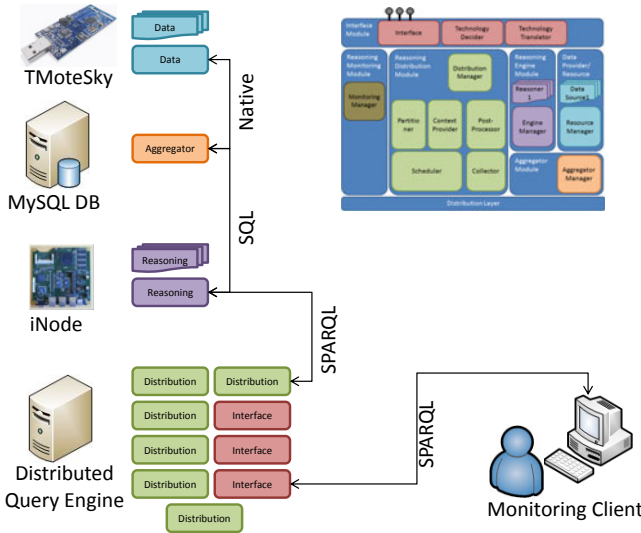 Data
Data
TMoteSky
Native
Aggregator
MySQL DB
SQL
Reasoning
Reasoning
iNode
SPARQL
Distribution
Distribution
Distribution
Interface
Distribution
Interface
Distribution
Interface
Distribution
Distributed
Query Engine
SPARQL
Monitoring Client
Interface
Module
Interface
Technology
Decider
Technology
Translator
Reasoning
Monitoring
Module
Monitoring
Manager
Reasoning
Distribution
Module
Distribution
Manager
Partitio
ner
Context
Provider
Post-
Processor
Scheduler
Collector
Reasoning
Engine
Module
Reasoner
1
Engine
Manager
Data
Provider/
Resource
Data
Source1
Resource
Manager
Aggregator
Module
Aggregator
Manager
Distribution Layer